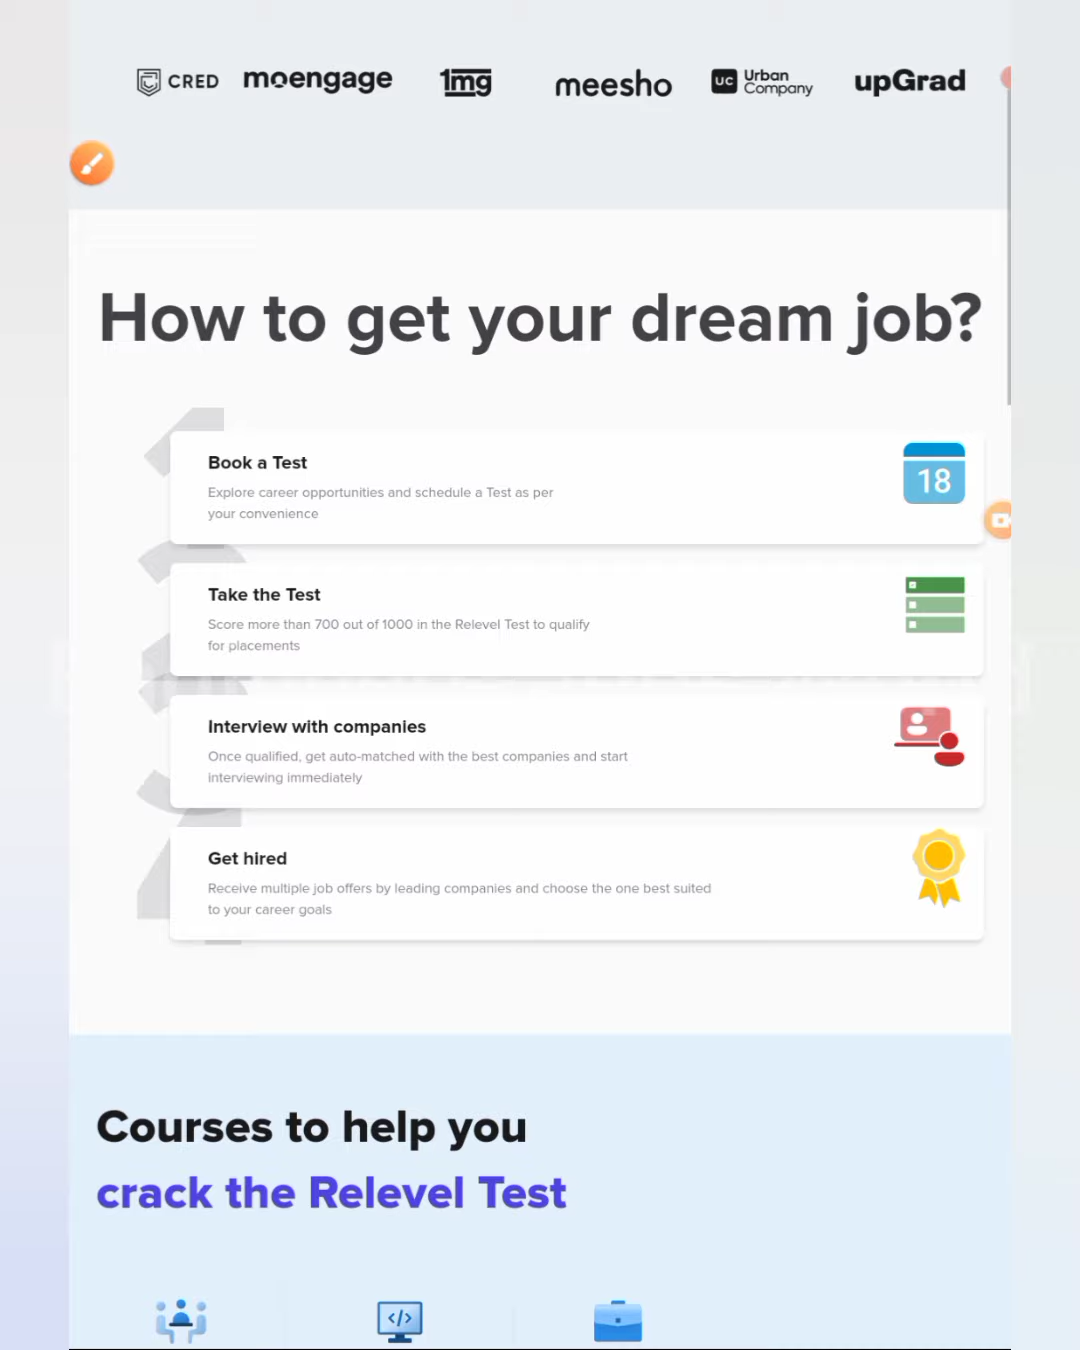 CRED moengage 1mg meesho UC Urban Company upGrad
How to get your dream job?
1
Book a Test
18
Explore career opportunities and schedule a Test as per
your convenience
2
Take the Test
Score more than 700 out of 1000 in the Relevel Test to qualify
for placements
3
Interview with companies
Once qualified, get auto-matched with the best companies and start
interviewing immediately
4
Get hired
Receive multiple job offers by leading companies and choose the one best suited
to your career goals
Courses to help you
crack the Relevel Test